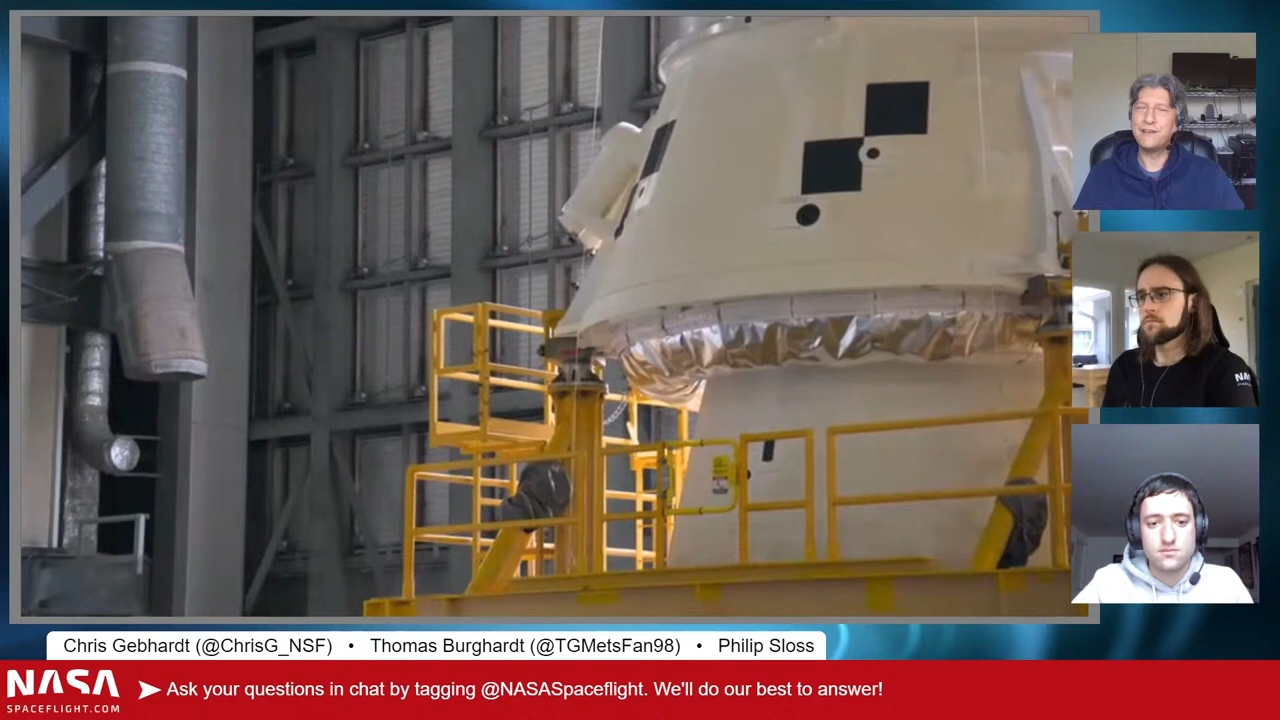 Chris Gebhardt (@ChrisG_NSF) • Thomas Burghardt (@TGMetsFan98) • Philip Sloss
NASA
SPACEFLIGHT.COM
Ask your questions in chat by tagging @NASASpaceflight. We'll do our best to answer!